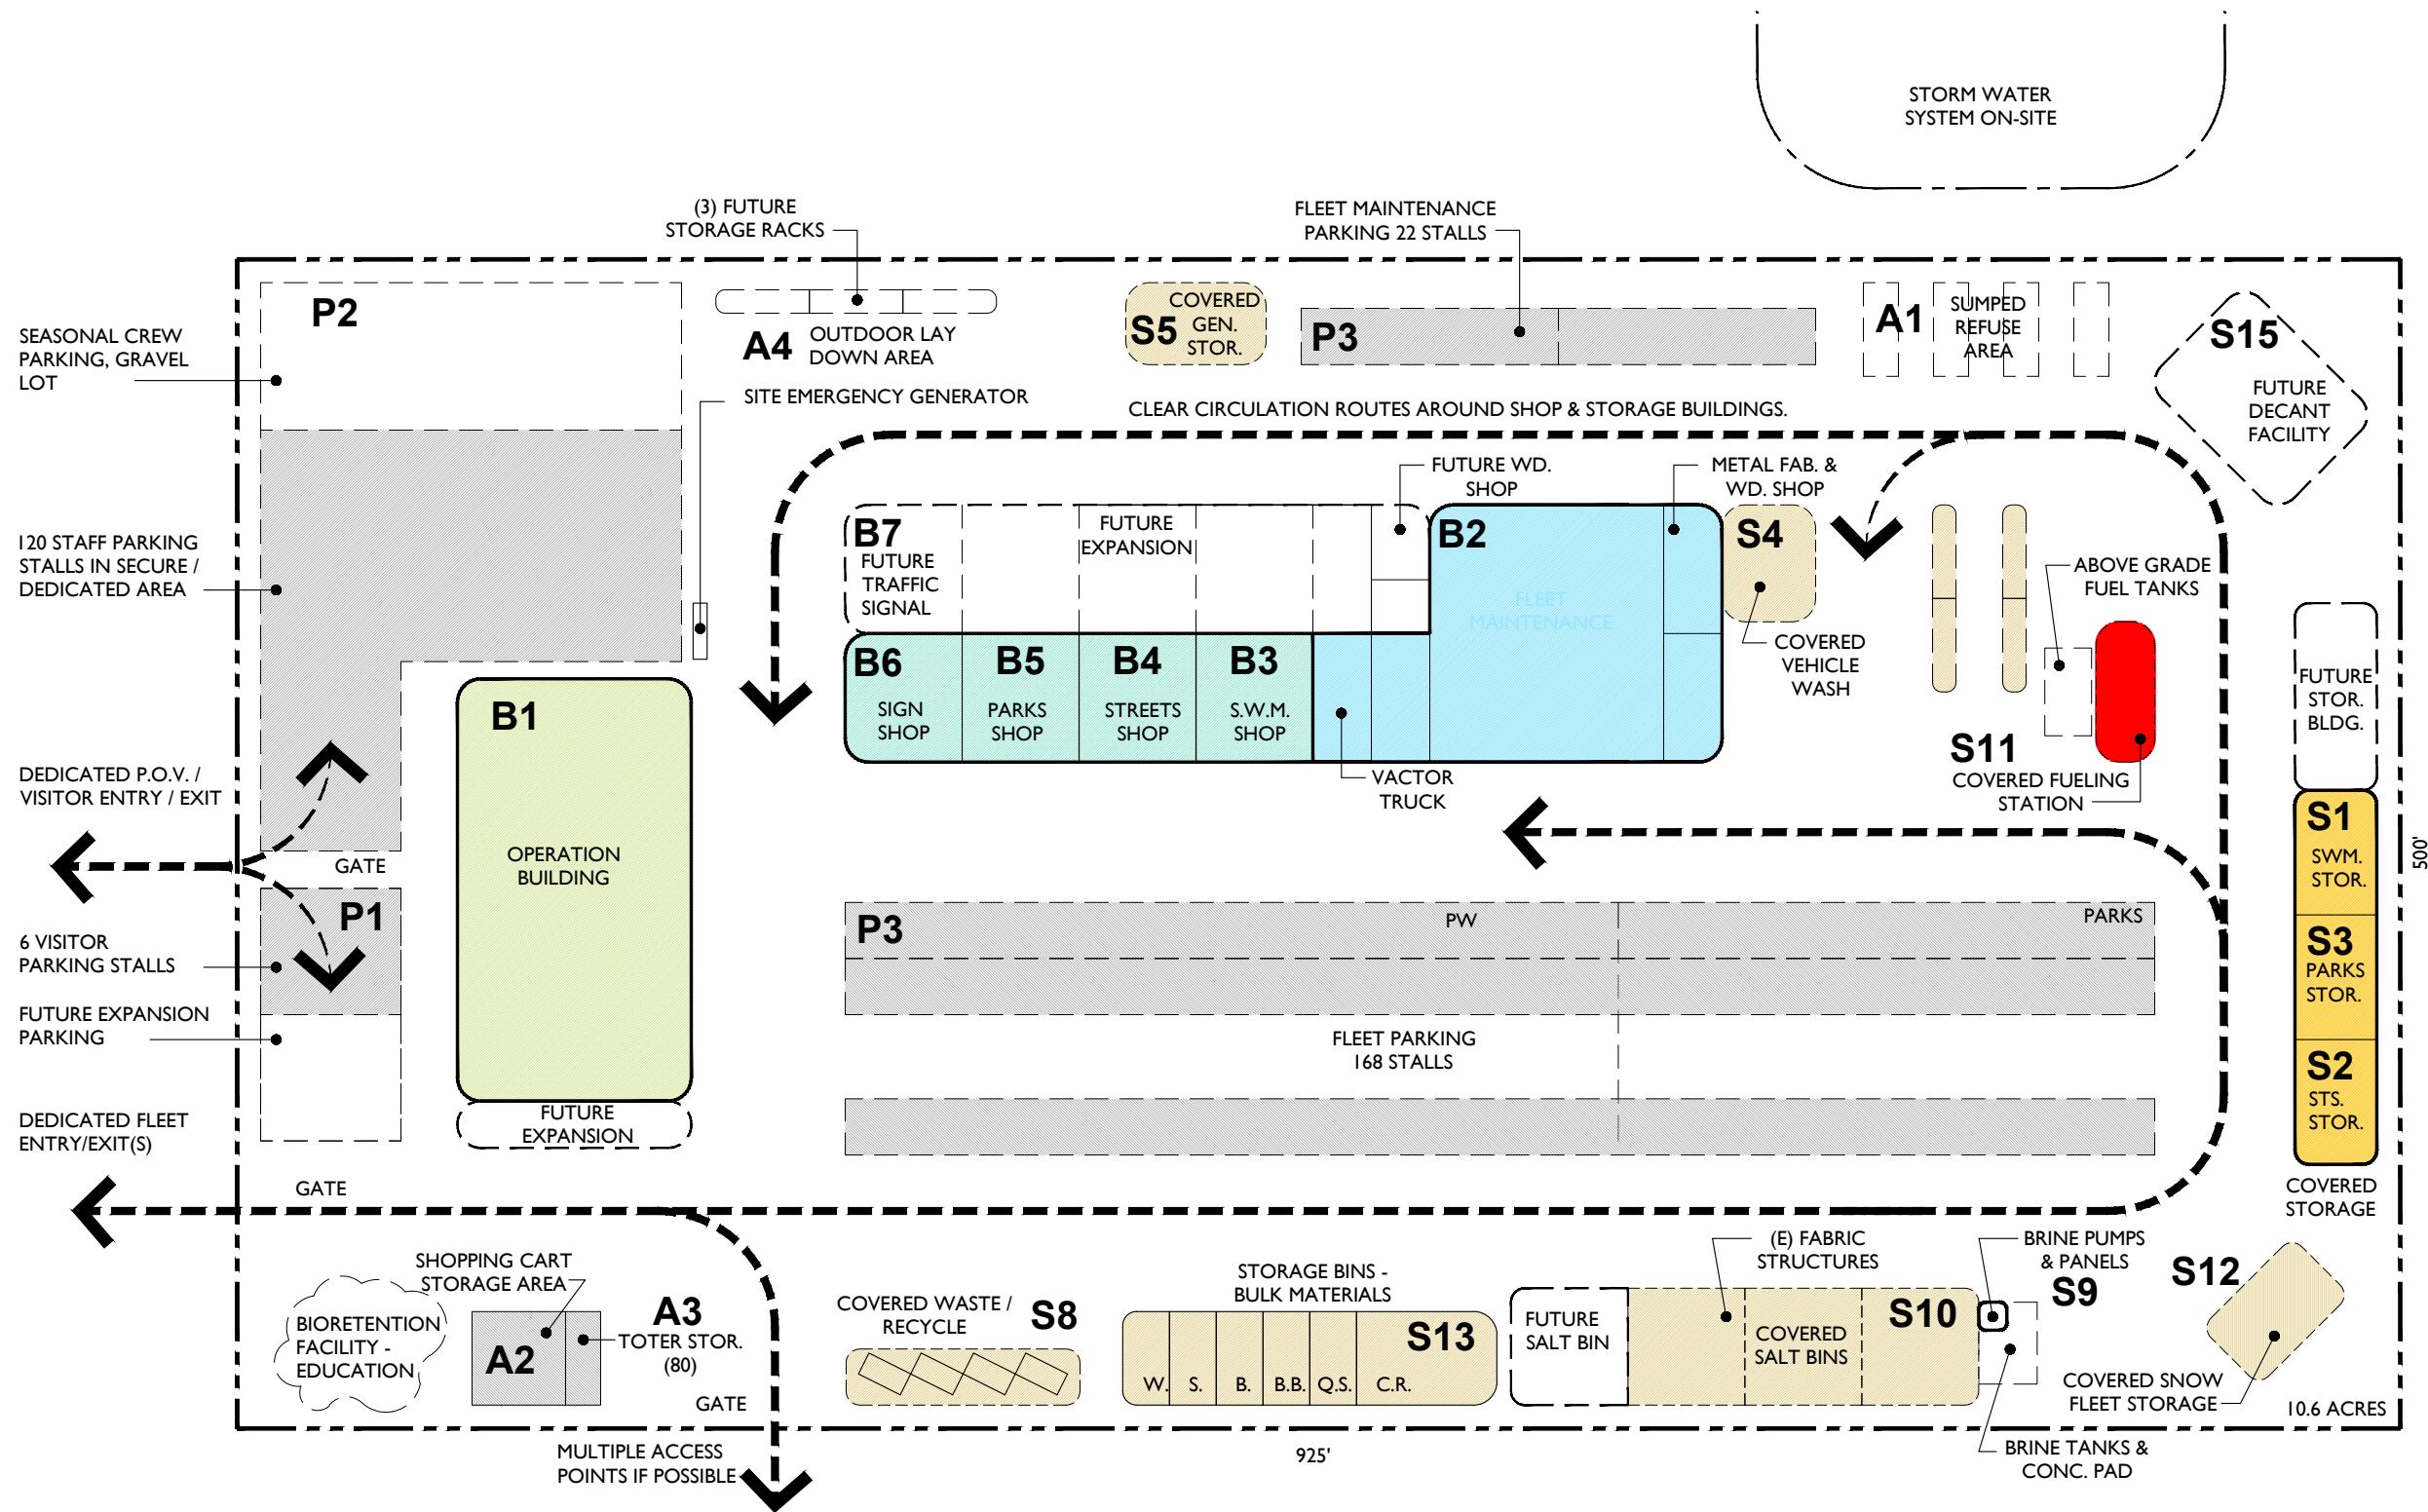 STORM WATER
SYSTEM ON-SITE
(3) FUTURE
STORAGE RACKS
FLEET MAINTENANCE
PARKING 22 STALLS
P2
SEASONAL CREW
PARKING, GRAVEL
LOT
A4
OUTDOOR LAY
DOWN AREA
S5
COVERED
GEN.
STOR.
P3
A1
SUMPED
REFUSE
AREA
S15
FUTURE
DECANT
FACILITY
SITE EMERGENCY GENERATOR
CLEAR CIRCULATION ROUTES AROUND SHOP & STORAGE BUILDINGS.
FUTURE WD.
SHOP
METAL FAB. &
WD. SHOP
B7
FUTURE
TRAFFIC
SIGNAL
FUTURE
EXPANSION
B2
FLEET
MAINTENANCE
S4
COVERED
VEHICLE
WASH
120 STAFF PARKING
STALLS IN SECURE /
DEDICATED AREA
ABOVE GRADE
FUEL TANKS
B6
SIGN
SHOP
B5
PARKS
SHOP
B4
STREETS
SHOP
B3
S.W.M.
SHOP
VACTOR
TRUCK
S11
COVERED FUELING
STATION
FUTURE
STOR.
BLDG.
B1
OPERATION
BUILDING
DEDICATED P.O.V. /
VISITOR ENTRY / EXIT
GATE
P1
6 VISITOR
PARKING STALLS
FUTURE EXPANSION
PARKING
S1
SWM.
STOR.
S3
PARKS
STOR.
S2
STS.
STOR.
COVERED
STORAGE
500'
P3
PW
PARKS
FLEET PARKING
168 STALLS
FUTURE
EXPANSION
DEDICATED FLEET
ENTRY/EXIT(S)
GATE
SHOPPING CART
STORAGE AREA
BIORETENTION
FACILITY -
EDUCATION
A2
A3
TOTER STOR.
(80)
GATE
COVERED WASTE /
RECYCLE
S8
STORAGE BINS -
BULK MATERIALS
S13
W.
S.
B.
B.B.
Q.S.
C.R.
FUTURE
SALT BIN
(E) FABRIC
STRUCTURES
COVERED
SALT BINS
S10
BRINE PUMPS
& PANELS
S9
S12
COVERED SNOW
FLEET STORAGE
10.6 ACRES
MULTIPLE ACCESS
POINTS IF POSSIBLE
925'
BRINE TANKS &
CONC. PAD